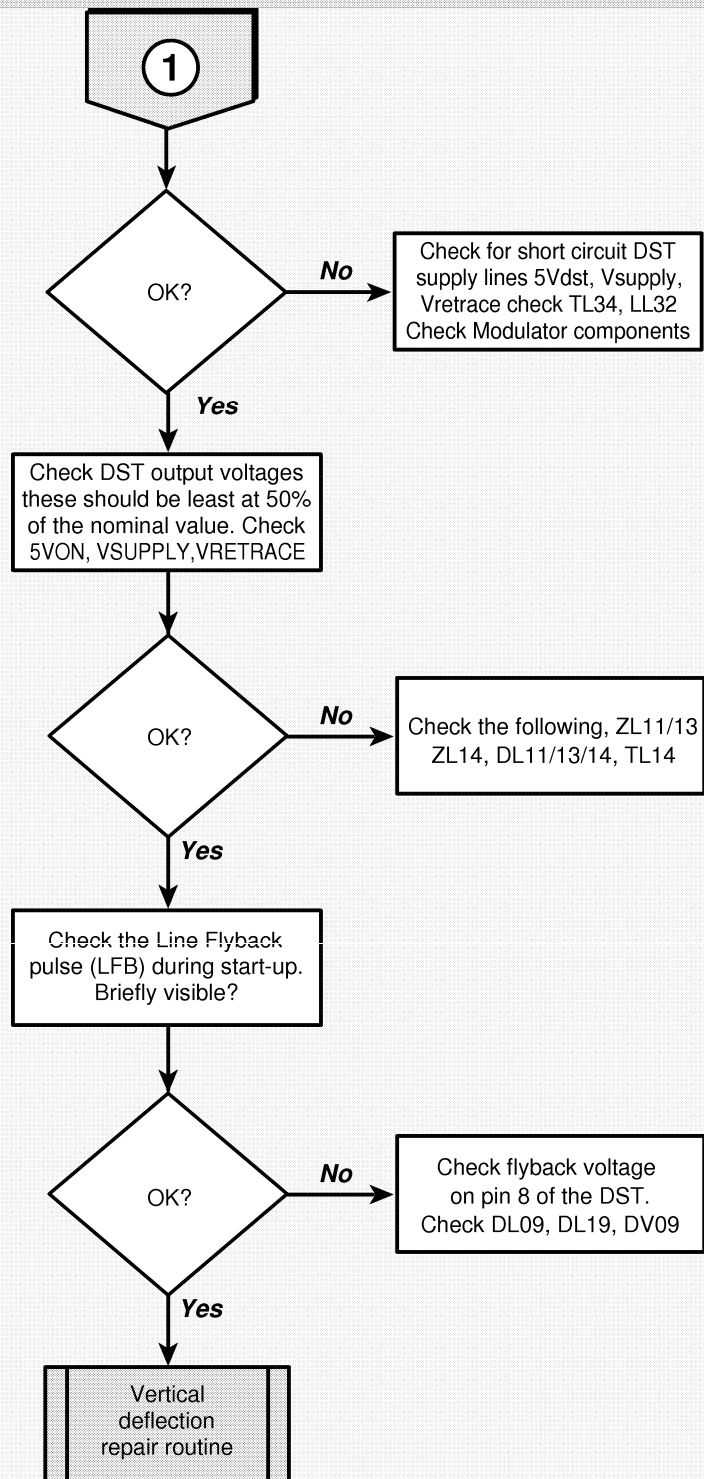 1
OK?
No
Check for short circuit DST
supply lines 5Vdst, Vsupply,
Vretrace check TL34, LL32
Check Modulator components
Yes
Check DST output voltages
these should be least at 50%
of the nominal value. Check
5VON, VSUPPLY,VRETRACE
OK?
No
Check the following, ZL11/13
ZL14, DL11/13/14, TL14
Yes
Check the Line Flyback
pulse (LFB) during start-up.
Briefly visible?
OK?
No
Check flyback voltage
on pin 8 of the DST.
Check DL09, DL19, DV09
Yes
Vertical
deflection
repair routine